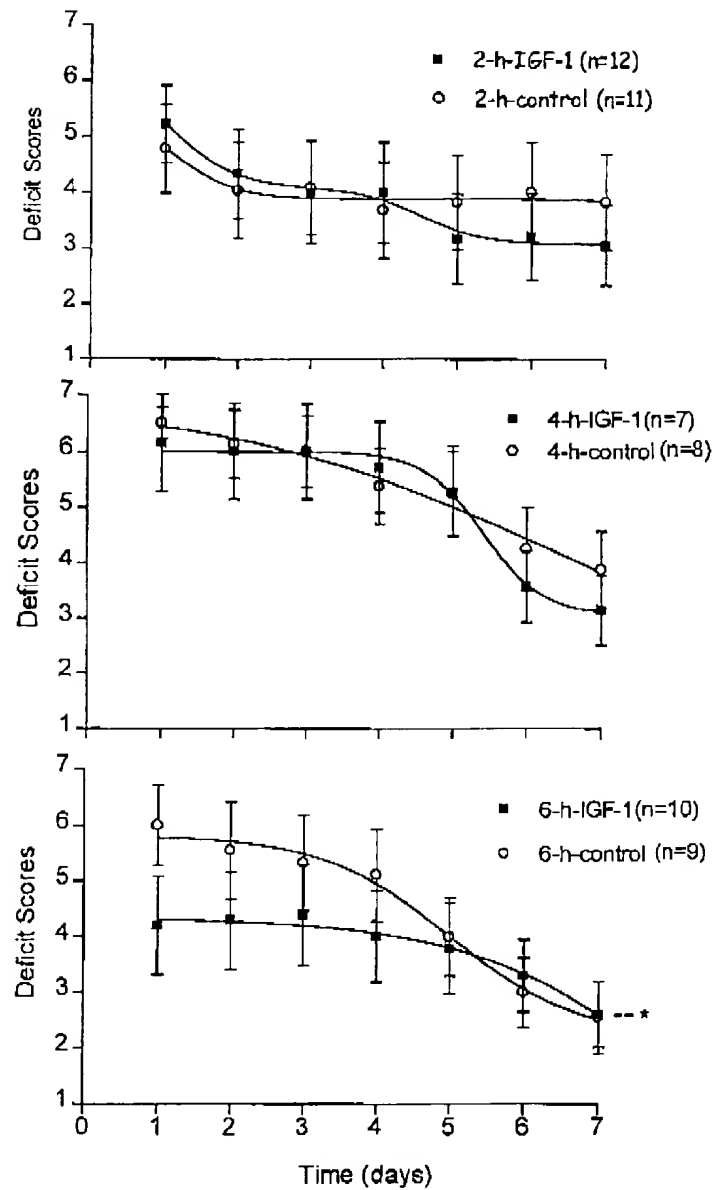 7
6
5
4
3
2
1
Deficit Scores
2-h-IGF-1 (n=12)
2-h-control (n=11)
7
6
5
4
3
2
1
Deficit Scores
4-h-IGF-1(n=7)
4-h-control (n=8)
7
6
5
4
3
2
1
Deficit Scores
6-h-IGF-1(n=10)
6-h-control (n=9)
--*
0 1 2 3 4 5 6 7
Time (days)